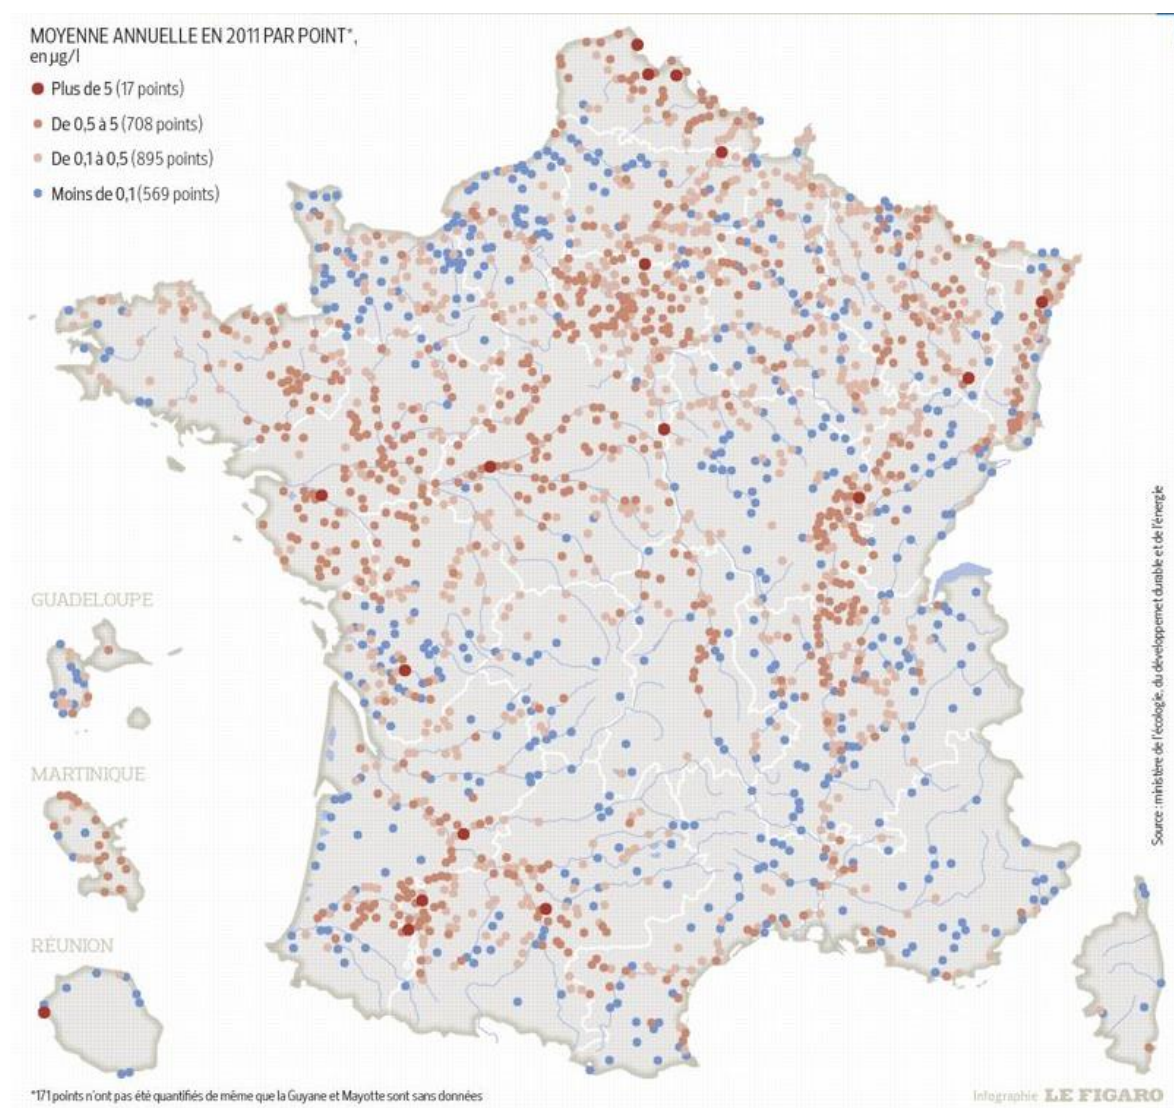 MOYENNE ANNUELLE EN 2011 PAR POINT*,
en µg/l
Plus de 5 (17 points)
De 0,5 à 5 (708 points)
De 0,1 à 0,5 (895 points)
Moins de 0,1 (569 points)
GUADELOUPE
MARTINIQUE
RÉUNION
Source : ministère de l'écologie, du développemet durable et de l'énergie
*171 points n'ont pas été quantifiés de même que la Guyane et Mayotte sont sans données
Infographie LE FIGARO